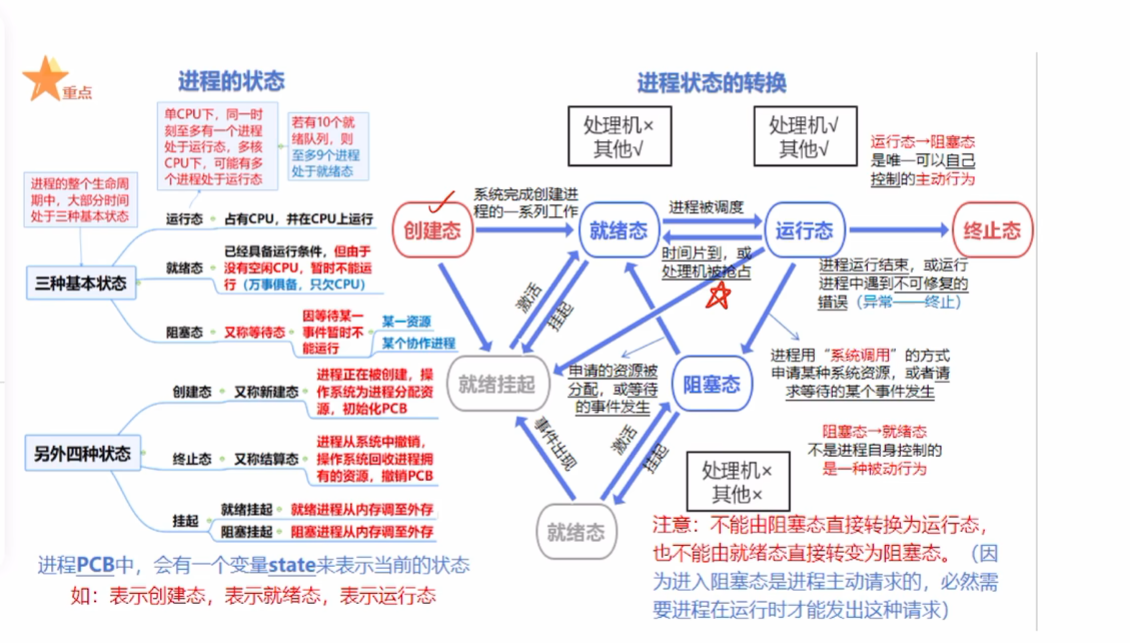 重点
进程的状态
单CPU下，同一时
刻至多有一个进程
处于运行态，多核
CPU下，可能有多
个进程处于运行态
若有10个就
绪队列，则
至多9个进程
处于就绪态
进程的整个生命周
期中，大部分时间
处于三种基本状态
三种基本状态
运行态
占有CPU，并在CPU上运行
就绪态
已经具备运行条件，但由于
没有空闲CPU，暂时不能运
行（万事俱备，只欠CPU）
阻塞态
又称等待态
因等待某一
事件暂时不
能运行
某一资源
某个协作进程
另外四种状态
创建态
又称新建态
进程正在被创建，操
作系统为进程分配资
源，初始化PCB
终止态
又称结算态
进程从系统中撤销，
操作系统回收进程拥
有的资源，撤销PCB
挂起
就绪挂起
就绪进程从内存调至外存
阻塞挂起
阻塞进程从内存调至外存
进程PCB中，会有一个变量state来表示当前的状态
如：表示创建态，表示就绪态，表示运行态
进程状态的转换
处理机×
其他√
处理机√
其他√
运行态→阻塞态
是唯一可以自己
控制的主动行为
创建态
系统完成创建进
程的一系列工作
就绪态
进程被调度
时间片到，或
处理机被抢占
运行态
终止态
进程运行结束，或运行
进程中遇到不可修复的
错误（异常——终止）
激活
挂起
就绪挂起
申请的资源被
分配，或等待
的事件发生
阻塞态
进程用“系统调用”的方式
申请某种系统资源，或者请
求等待的某个事件发生
事件出现
激活
挂起
阻塞态→就绪态
不是进程自身控制的
是一种被动行为
处理机×
其他×
就绪态
注意：不能由阻塞态直接转换为运行态，
也不能由就绪态直接转变为阻塞态。（因
为进入阻塞态是进程主动请求的，必然需
要进程在运行时才能发出这种请求）